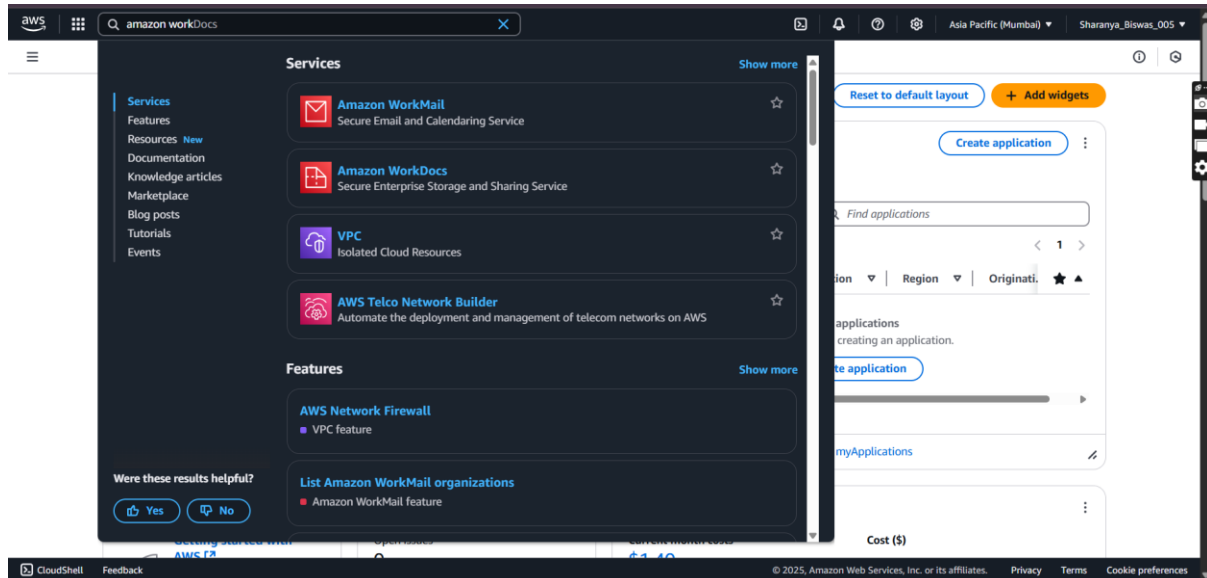 aws
amazon workDocs
Asia Pacific (Mumbai) ▼
Sharanya_Biswas_005 ▼
Services
Features
Resources New
Documentation
Knowledge articles
Marketplace
Blog posts
Tutorials
Events
Were these results helpful?
Yes
No
Services
Show more
Amazon WorkMail
Secure Email and Calendaring Service
Amazon WorkDocs
Secure Enterprise Storage and Sharing Service
VPC
Isolated Cloud Resources
AWS Telco Network Builder
Automate the deployment and management of telecom networks on AWS
Features
Show more
AWS Network Firewall
VPC feature
List Amazon WorkMail organizations
Amazon WorkMail feature
Reset to default layout
+ Add widgets
Create application
Find applications
1
Region
Originati.
applications
creating an application.
application
myApplications
Getting started with
AWS
Cost ($)
CloudShell
Feedback
© 2025, Amazon Web Services, Inc. or its affiliates.
Privacy
Terms
Cookie preferences